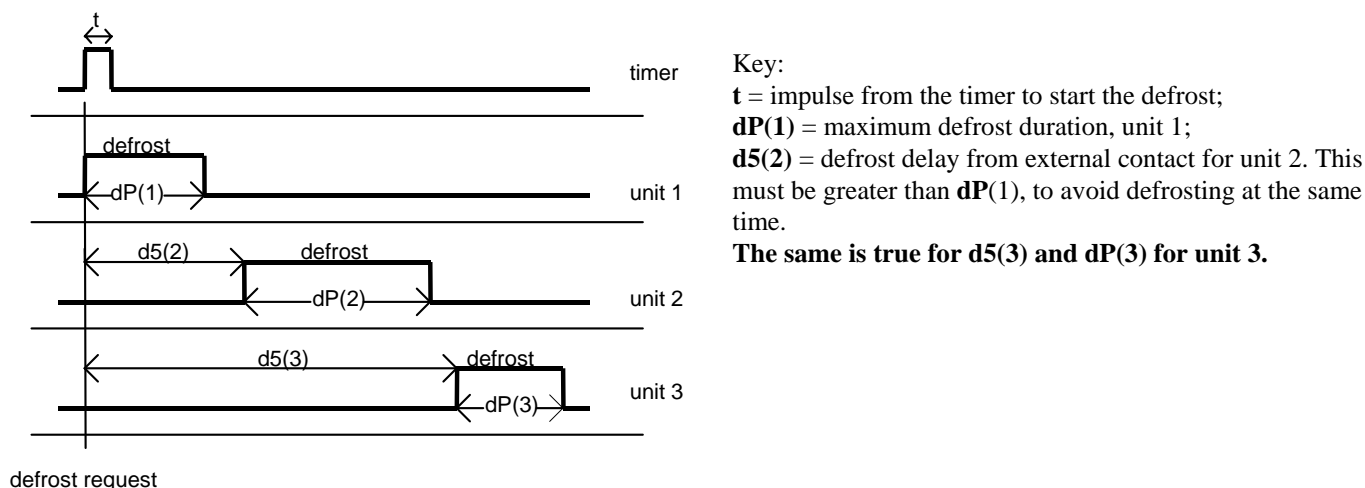 t
timer
defrost
dP(1)
unit 1
d5(2)
defrost
dP(2)
unit 2
d5(3)
defrost
dP(3)
unit 3
defrost request
Key:
t = impulse from the timer to start the defrost;
dP(1) = maximum defrost duration, unit 1;
d5(2) = defrost delay from external contact for unit 2. This
must be greater than dP(1), to avoid defrosting at the same
time.
The same is true for d5(3) and dP(3) for unit 3.